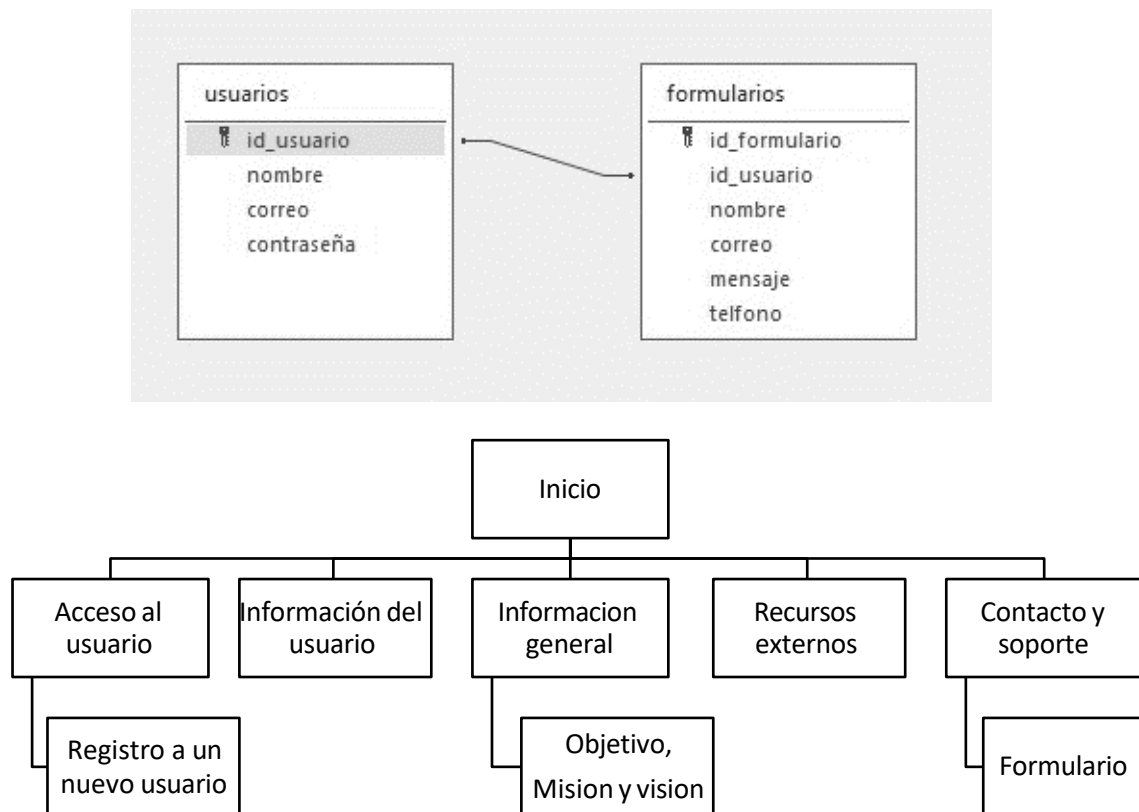 usuarios
id_usuario
nombre
correo
contraseña
formularios
id_formulario
id_usuario
nombre
correo
mensaje
telfono
Inicio
Acceso al
usuario
Información del
usuario
Informacion
general
Recursos
externos
Contacto y
soporte
Registro a un
nuevo usuario
Objetivo,
Mision y vision
Formulario